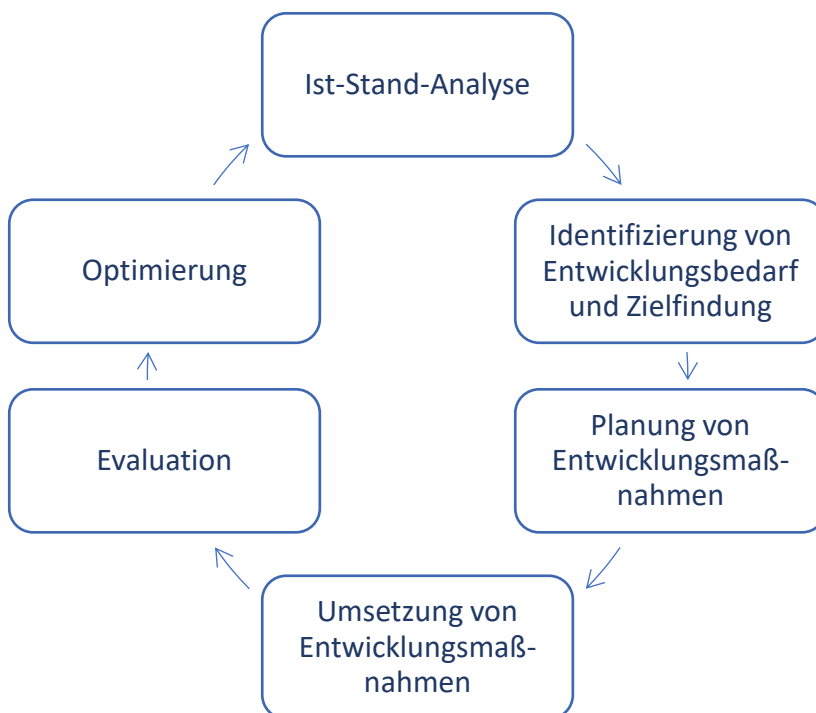 Ist-Stand-Analyse
Identifizierung von
Entwicklungsbedarf
und Zielfindung
Planung von
Entwicklungsmaß-
nahmen
Umsetzung von
Entwicklungsmaß-
nahmen
Evaluation
Optimierung